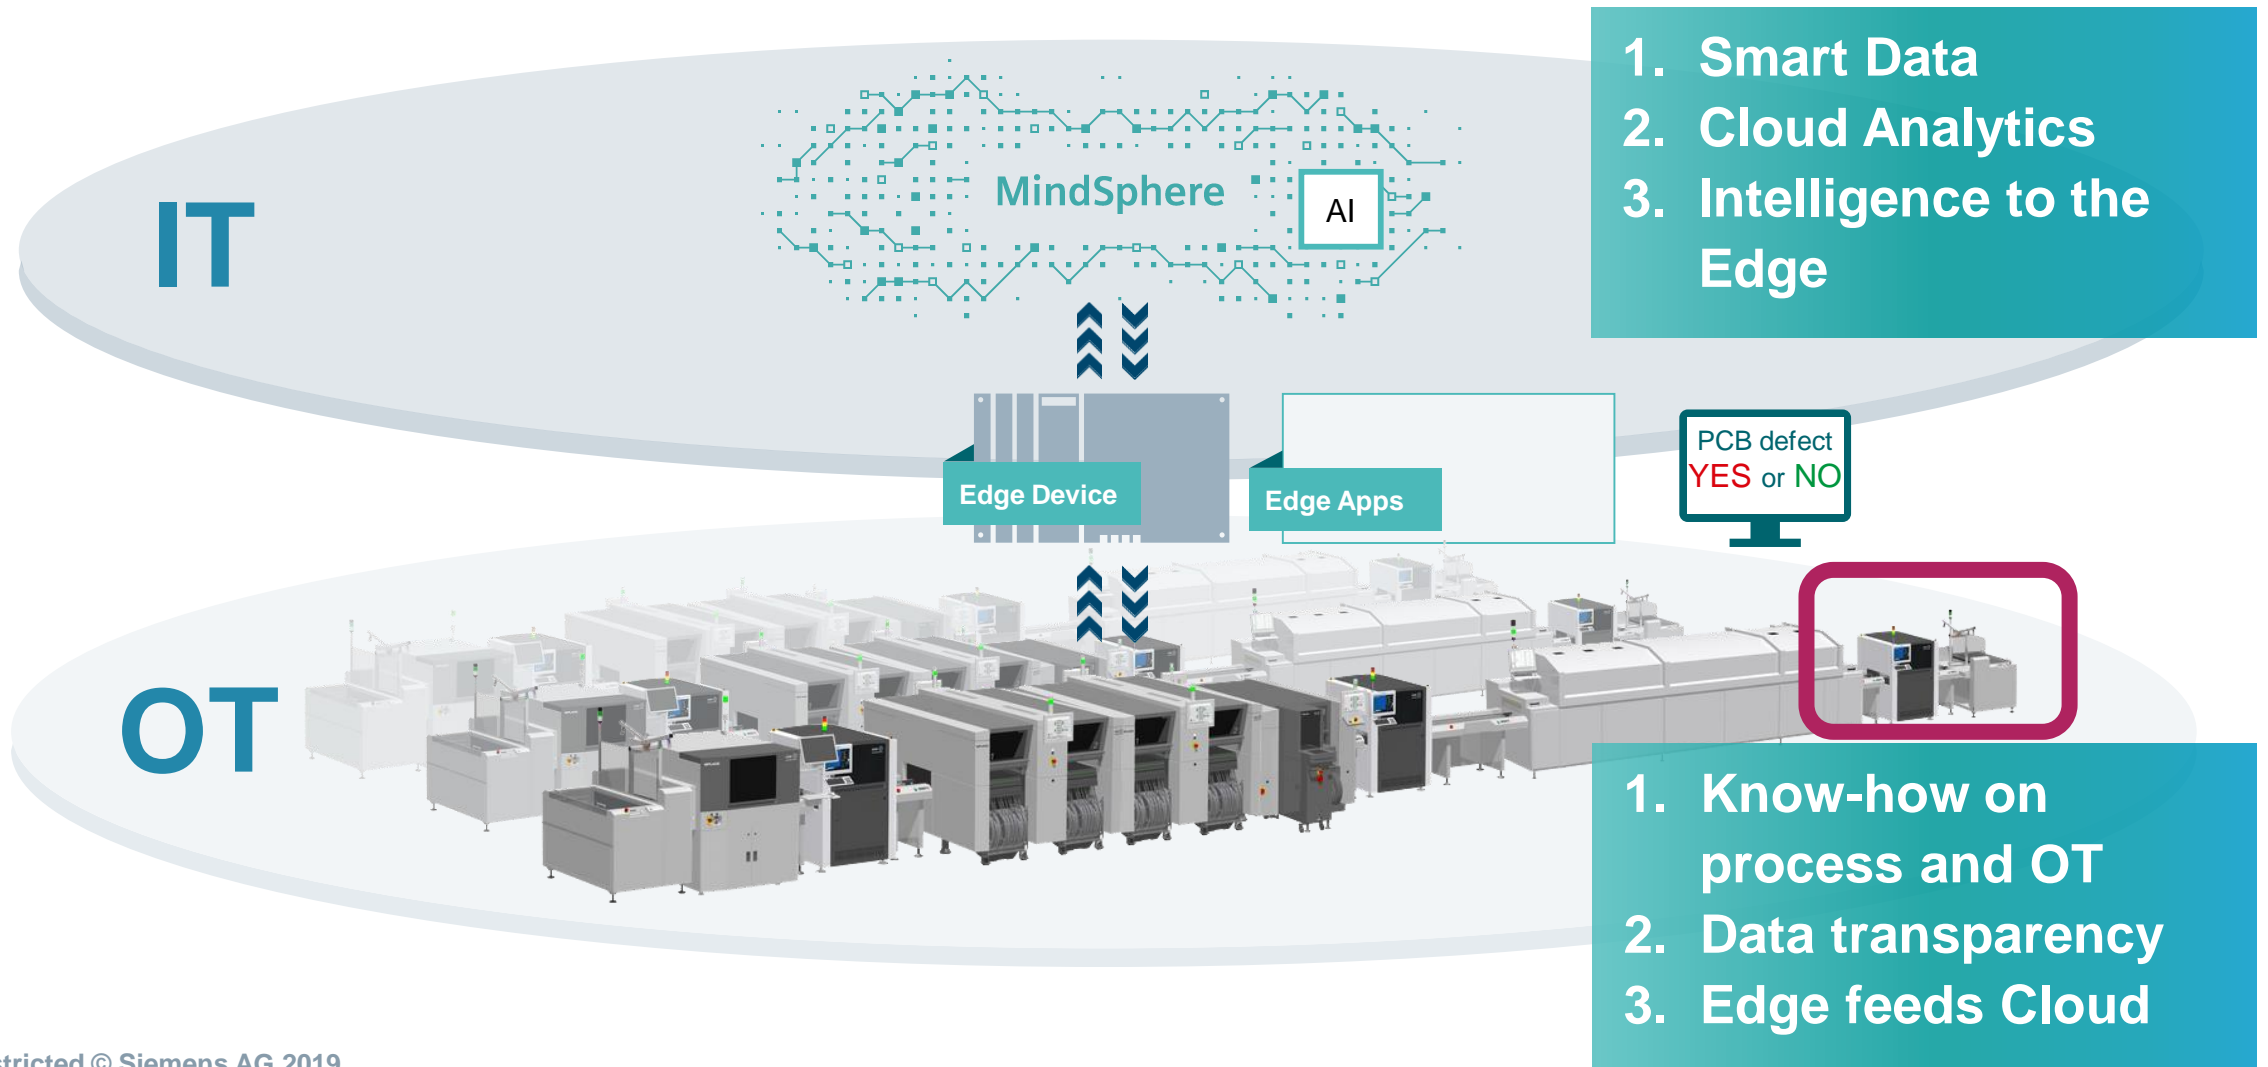 1. Smart Data
2. Cloud Analytics
3. Intelligence to the
Edge
IT
MindSphere
AI
PCB defect
YES or NO
Edge Device
Edge Apps
OT
1. Know-how on
process and OT
2. Data transparency
3. Edge feeds Cloud
© Siemens AG 2019